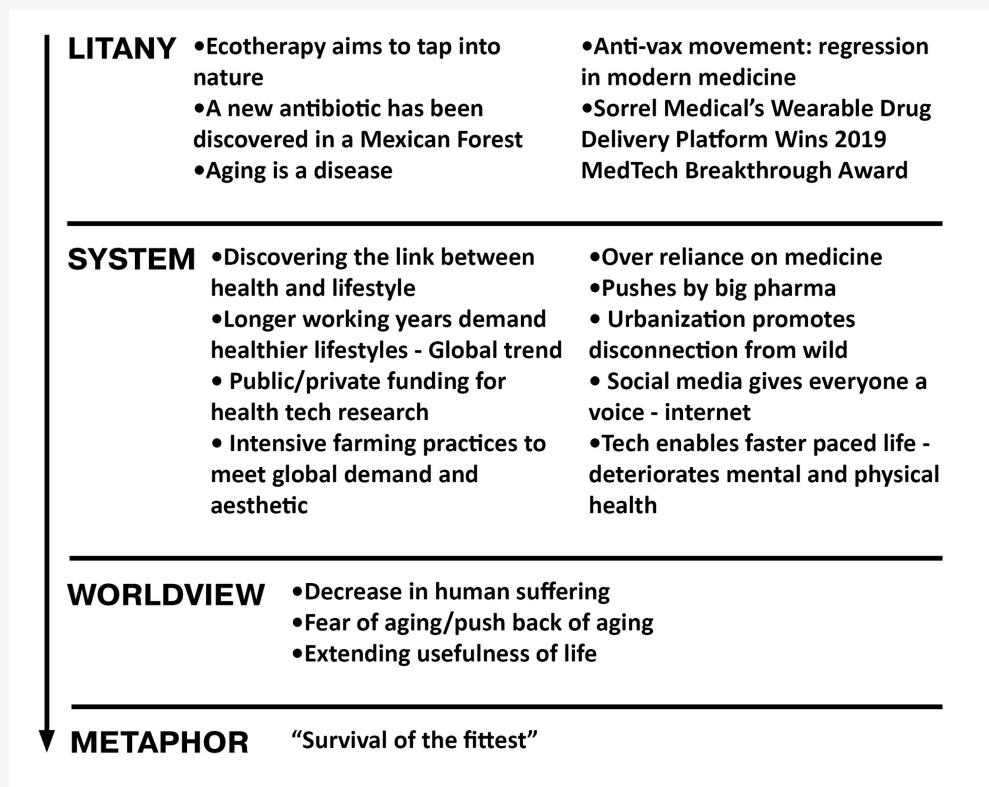 LITANY
•Ecotherapy aims to tap into
nature
•A new antibiotic has been
discovered in a Mexican Forest
•Aging is a disease
•Anti-vax movement: regression
in modern medicine
•Sorrel Medical’s Wearable Drug
Delivery Platform Wins 2019
MedTech Breakthrough Award
SYSTEM
•Discovering the link between
health and lifestyle
•Longer working years demand
healthier lifestyles - Global trend
• Public/private funding for
health tech research
• Intensive farming practices to
meet global demand and
aesthetic
•Over reliance on medicine
•Pushes by big pharma
• Urbanization promotes
disconnection from wild
• Social media gives everyone a
voice - internet
•Tech enables faster paced life -
deteriorates mental and physical
health
WORLDVIEW
•Decrease in human suffering
•Fear of aging/push back of aging
•Extending usefulness of life
METAPHOR
“Survival of the fittest”